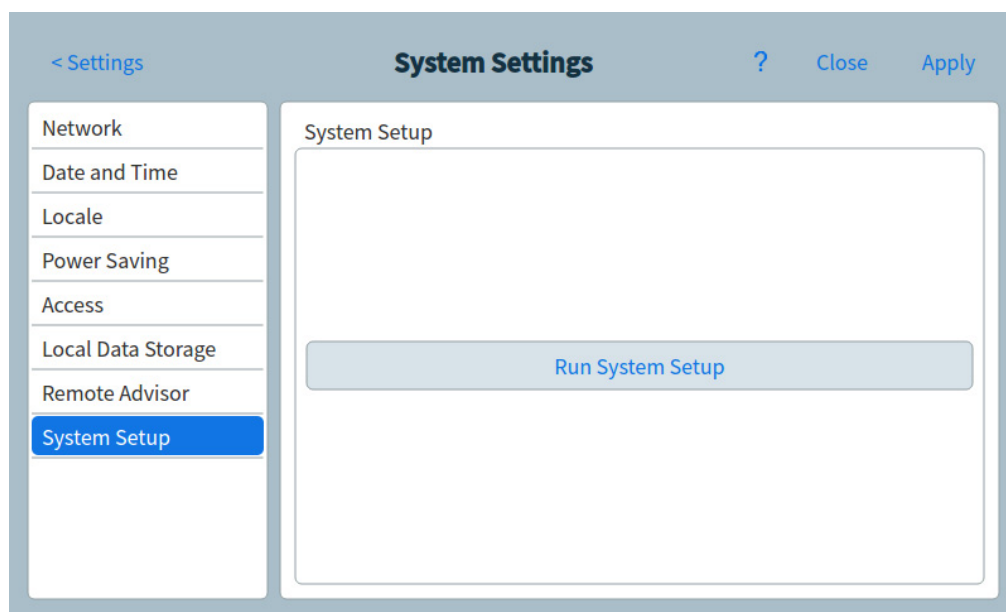 < Settings System Settings ? Close Apply
Network
Date and Time
Locale
Power Saving
Access
Local Data Storage
Remote Advisor
System Setup
System Setup
Run System Setup